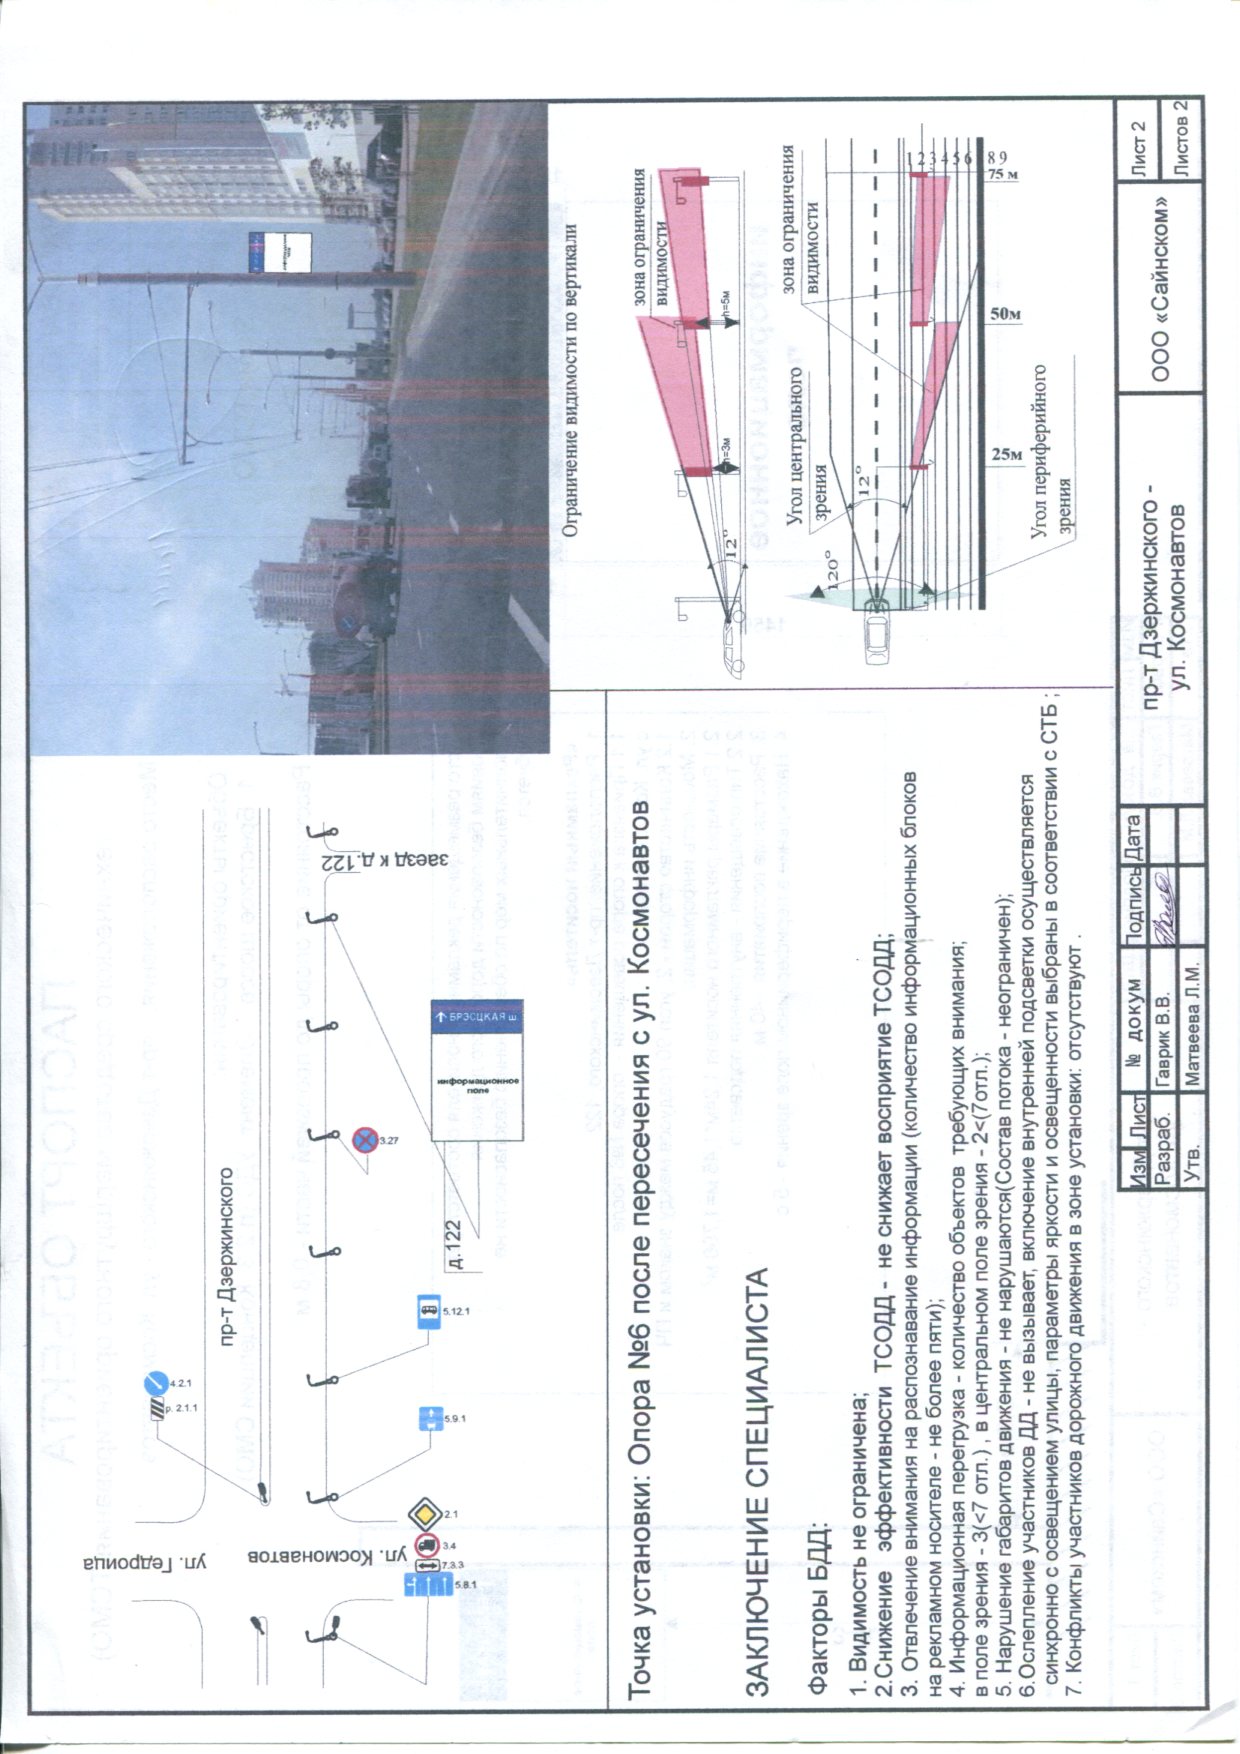 ул. Гедройца
ул. Космонавтов
р. 2.1.1
4.2.1
пр-т Дзержинского
5.8.1
7.3.3
3.4
2.1
5.9.1
5.12.1
д.122
3.27
информационное
поле
БРЭСЦКАЯ ш
заезд к д.122
Точка установки: Опора №6 после пересечения с ул. Космонавтов
ЗАКЛЮЧЕНИЕ СПЕЦИАЛИСТА
Факторы БДД:
1. Видимость не ограничена;
2.Снижение эффективности ТСОДД - не снижает восприятие ТСОДД;
3. Отвлечение внимания на распознавание информации (количество информационных блоков
на рекламном носителе - не более пяти);
4. Информационная перегрузка - количество объектов требующих внимания;
в поле зрения - 3(<7 отл.) , в центральном поле зрения - 2<(7отл.);
5. Нарушение габаритов движения - не нарушаются(Состав потока - неограничен);
6.Ослепление участников ДД - не вызывает, включение внутренней подсветки осуществляется
синхронно с освещением улицы, параметры яркости и освещенности выбраны в соответствии с СТБ ;
7. Конфликты участников дорожного движения в зоне установки: отсутствуют .
Ограничение видимости по вертикали
зона ограничения
видимости
12°
h=3м
h=5м
Угол центрального
зрения
зона ограничения
видимости
120°
12°
1 2 3 4 5 6 8 9
25м
50м
75 м
Угол периферийного
зрения
Изм Лист № докум Подпись Дата
Разраб. Гаврик В.В.
Утв. Матвеева Л.М.
пр-т Дзержинского -
ул. Космонавтов
ООО «Сайнском»
Лист 2
Листов 2